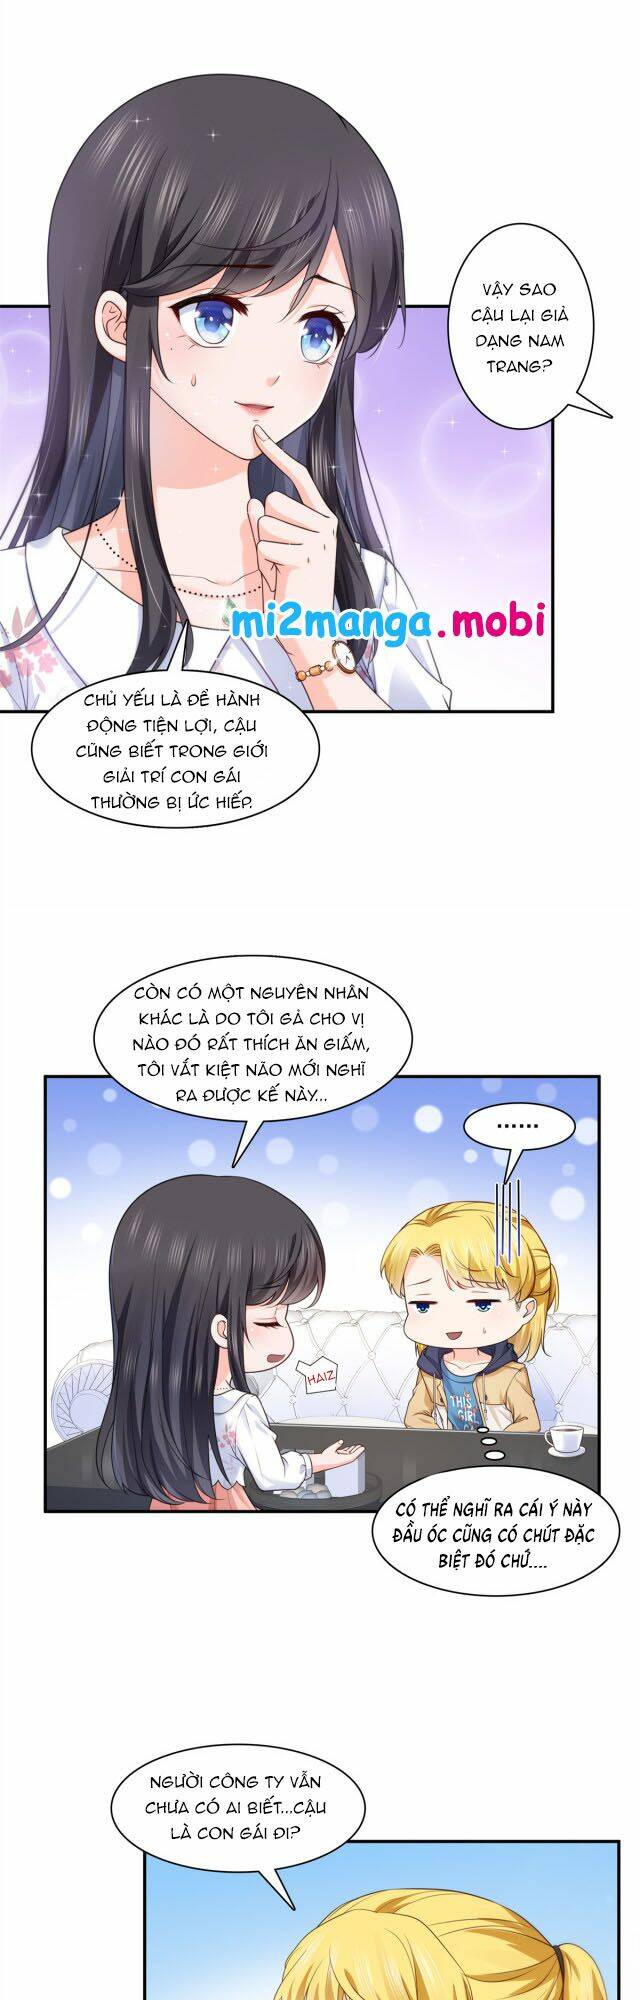 VẬY SAO
CẬU LẠI GIẢ
DẠNG NAM
TRANG?
mi2manga.mobi
CHỦ YẾU LÀ ĐỂ HÀNH
ĐỘNG TIỆN LỢI, CẬU
CŨNG BIẾT TRONG GIỚI
GIẢI TRÍ CON GÁI
THƯỜNG BỊ ỨC HIẾP.
CÒN CÓ MỘT NGUYÊN NHÂN
KHÁC LÀ DO TÔI GẢ CHO VỊ
NÀO ĐÓ RẤT THÍCH ĂN GIẤM,
TÔI VẮT KIỆT NÃO MỚI NGHĨ
RA ĐƯỢC KẾ NÀY...
......
HAIZ
THIS
GIRL
CA
CÓ THỂ NGHĨ RA CÁI Ý NÀY
ĐẦU ÓC CŨNG CÓ CHÚT ĐẶC
BIỆT ĐÓ CHỨ....
NGƯỜI CÔNG TY VẪN
CHƯA CÓ AI BIẾT...CẬU
LÀ CON GÁI ĐI?